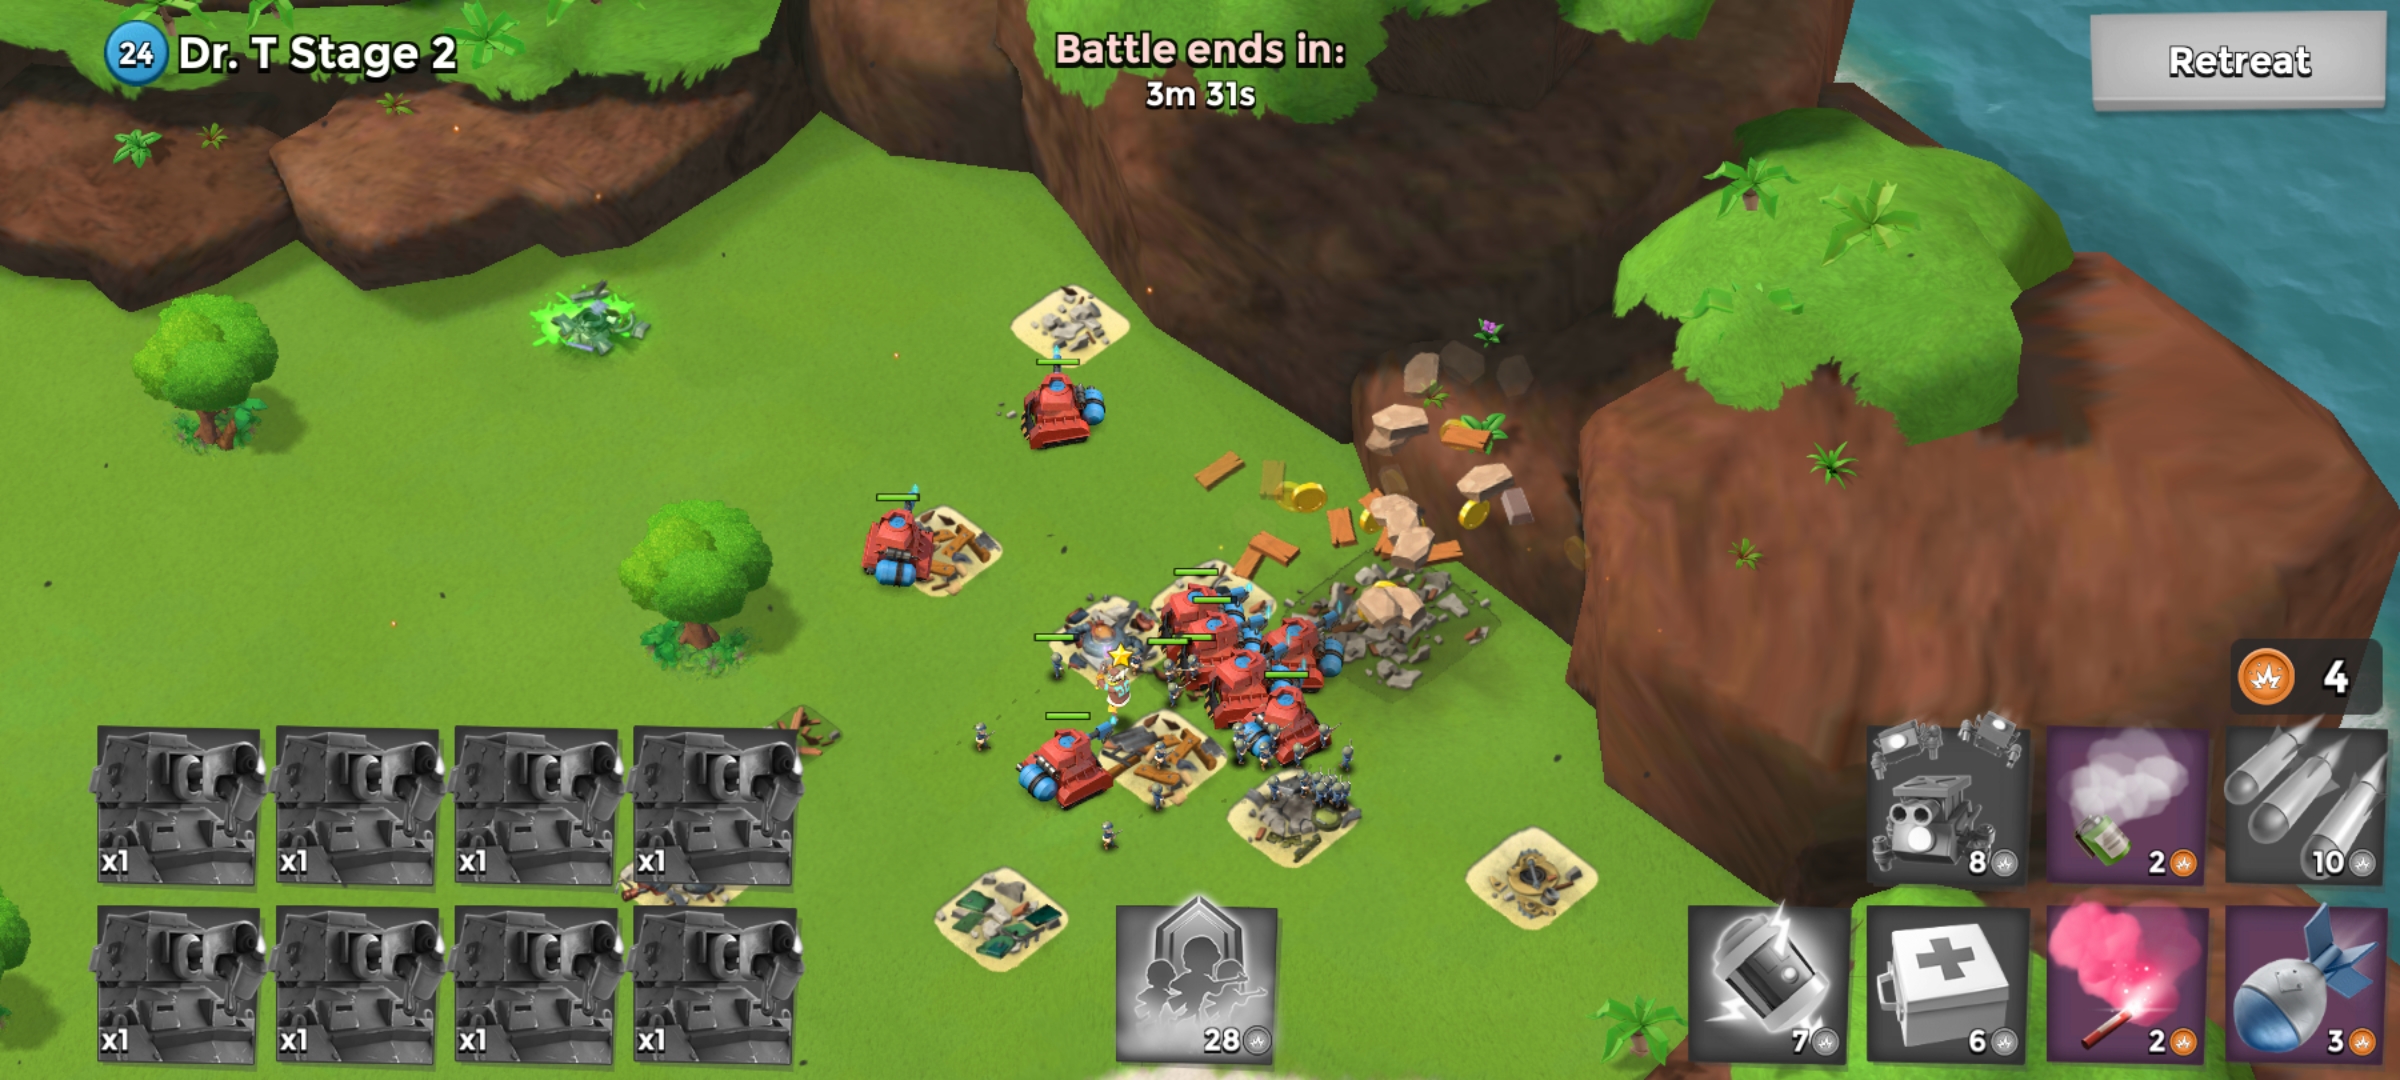 24 Dr. T Stage 2
Battle ends in:
3m 31s
Retreat
4
x1
x1
x1
x1
8
2
10
x1
x1
x1
x1
28
7
6
2
3